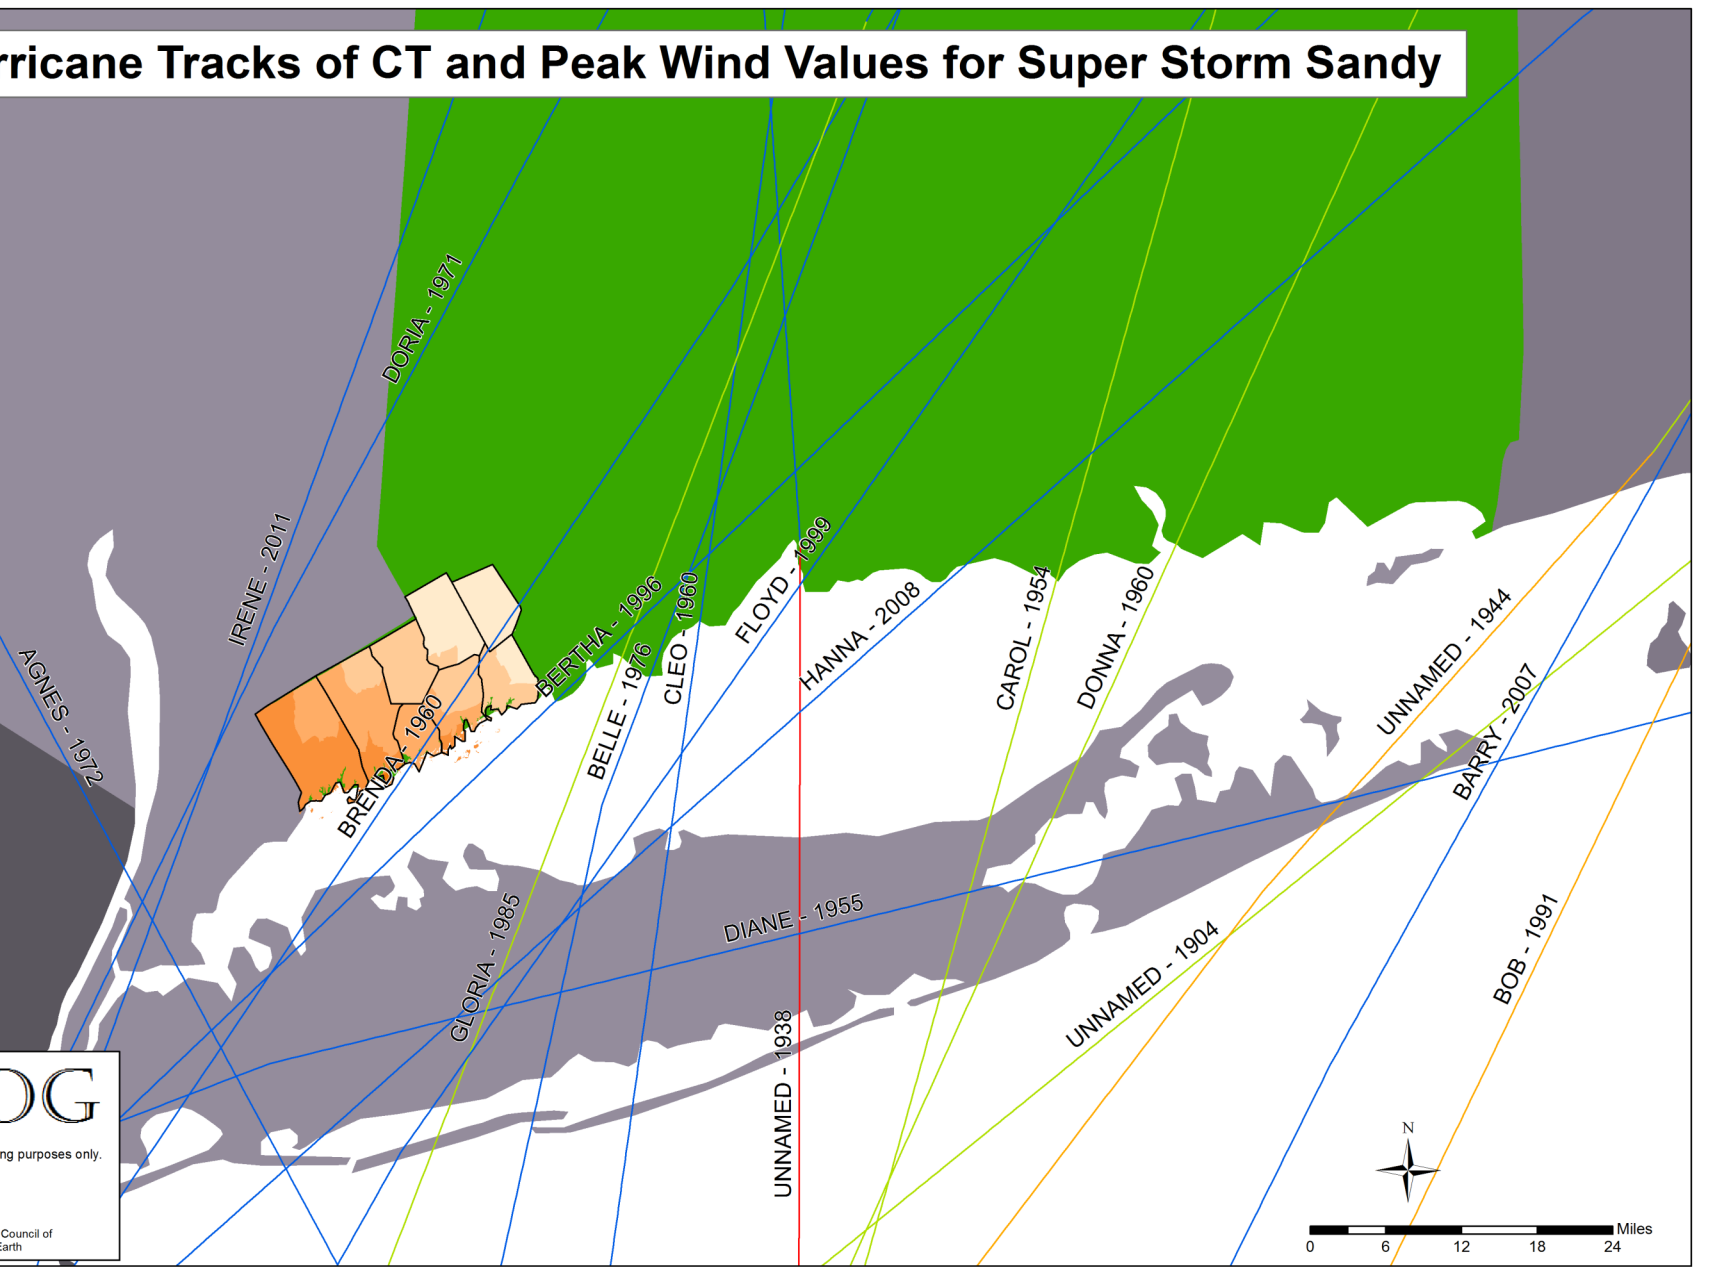 rricane Tracks of CT and Peak Wind Values for Super Storm Sandy
DORIA - 1971
IRENE - 2011
AGNES - 1972
BRENDA - 1960
BERTHA - 1996
BELLE - 1976
CLEO - 1960
FLOYD - 1999
HANNA - 2008
CAROL - 1954
DONNA - 1960
UNNAMED - 1944
BARRY - 2007
GLORIA - 1985
DIANE - 1955
UNNAMED - 1938
UNNAMED - 1904
BOB - 1991
OG
ng purposes only.
Council of
Earth
N
Miles
0 6 12 18 24